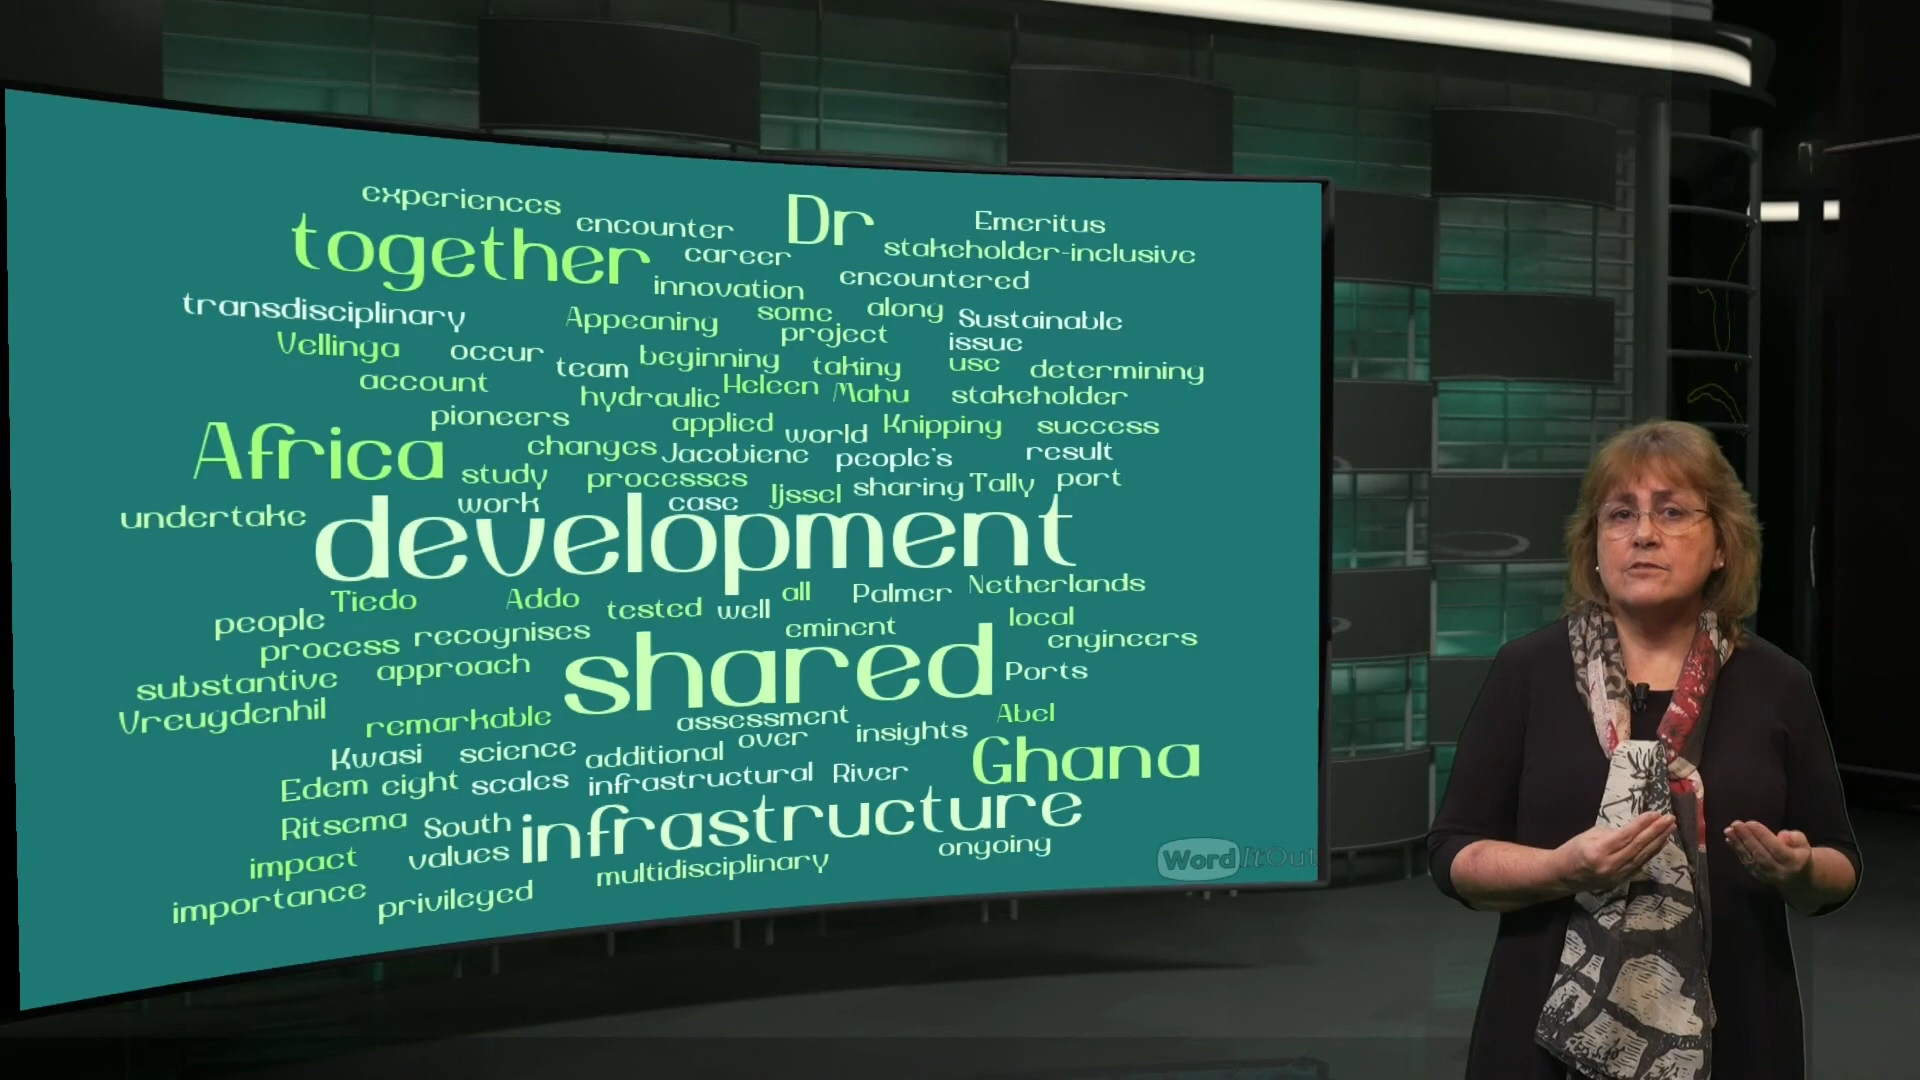 experiences
encounter Dr Emeritus
together career stakeholder-inclusive
innovation encountered
transdisciplinary Appeaning some along Sustainable
project issue
Vellinga occur team beginning taking use determining
account hydraulic Heleen Mahu stakeholder
pioneers applied world Knipping success
Africa changes Jacobiene people's result
study processes Ijssel sharing Tally port
undertake work case
development
people Tiedo Addo tested well all Palmer Netherlands
process recognises eminent local
engineers
substantive approach shared Ports
Vreugdenhil remarkable assessment insights Abel
Kwasi science additional over Ghana
Edem eight scales infrastructural River
Ritsema South infrastructure
impact values multidisciplinary ongoing
importance privileged
WordItOut